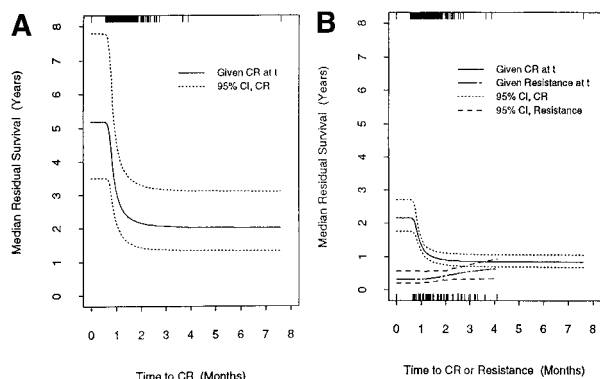 A
Median Residual Survival (Years)
8
7
6
5
4
3
2
1
0
Given CR at t
95% CI, CR
0 1 2 3 4 5 6 7 8
Time to CR (Months)
B
Median Residual Survival (Years)
8
7
6
5
4
3
2
1
0
Given CR at t
Given Resistance at t
95% CI, CR
95% CI, Resistance
0 1 2 3 4 5 6 7 8
Time to CR or Resistance (Months)